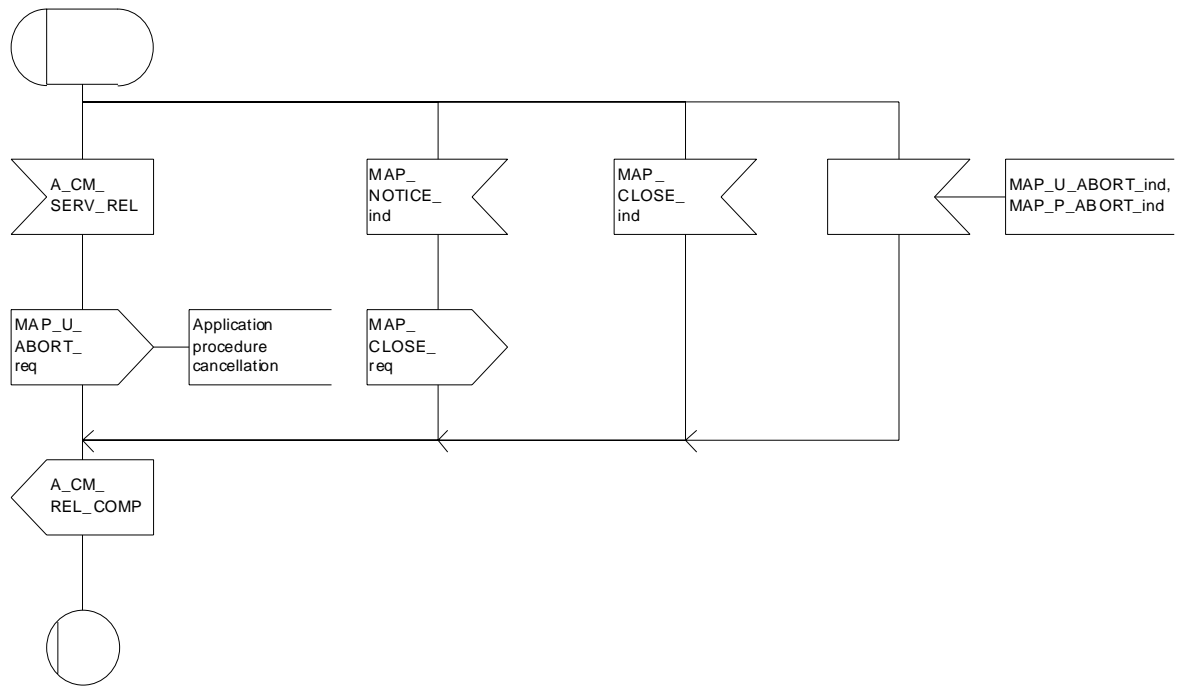 A_CM_
SERV_REL
MAP_
NOTICE_
ind
MAP_
CLOSE_
ind
MAP_U_ABORT_ind,
MAP_P_ABORT_ind
MAP_U_
ABORT_
req
Application
procedure
cancellation
MAP_
CLOSE_
req
A_CM_
REL_COMP